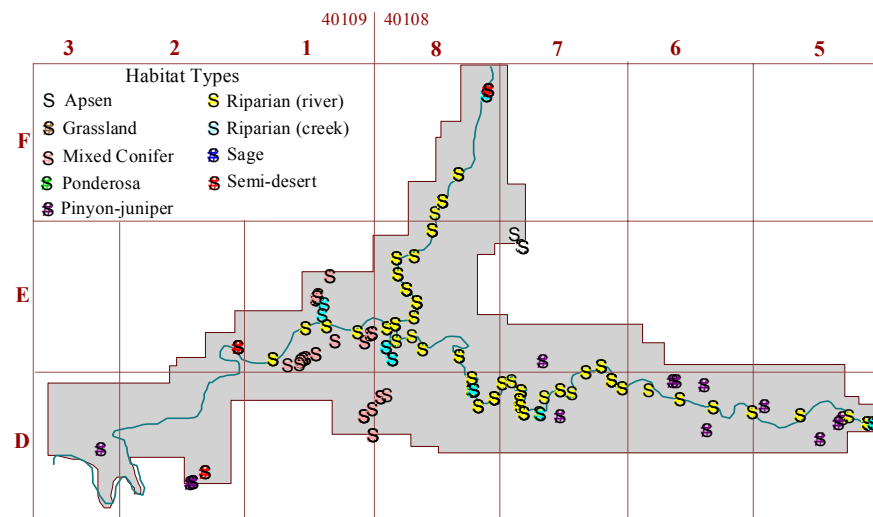 40109 40108
3 2 1 8 7 6 5
Habitat Types
S Apsen S Riparian (river)
S Grassland S Riparian (creek)
S Mixed Conifer S Sage
S Ponderosa S Semi-desert
S Pinyon-juniper
F
E
D